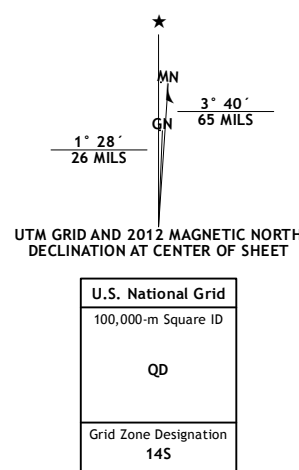 ★
MN
3° 40´
65 MILS
GN
1° 28´
26 MILS
UTM GRID AND 2012 MAGNETIC NORTH
DECLINATION AT CENTER OF SHEET
U.S. National Grid
100,000-m Square ID
QD
Grid Zone Designation
14S